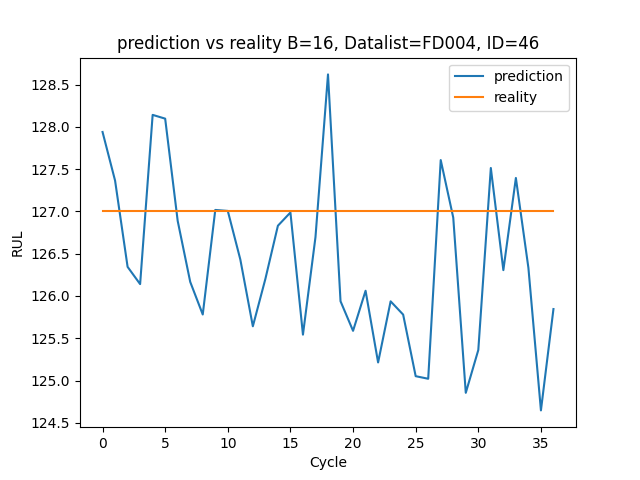 prediction vs reality B=16, Datalist=FD004, ID=46
prediction
reality
128.5
128.0
127.5
127.0
126.5
126.0
125.5
125.0
124.5
RUL
0 5 10 15 20 25 30 35
Cycle